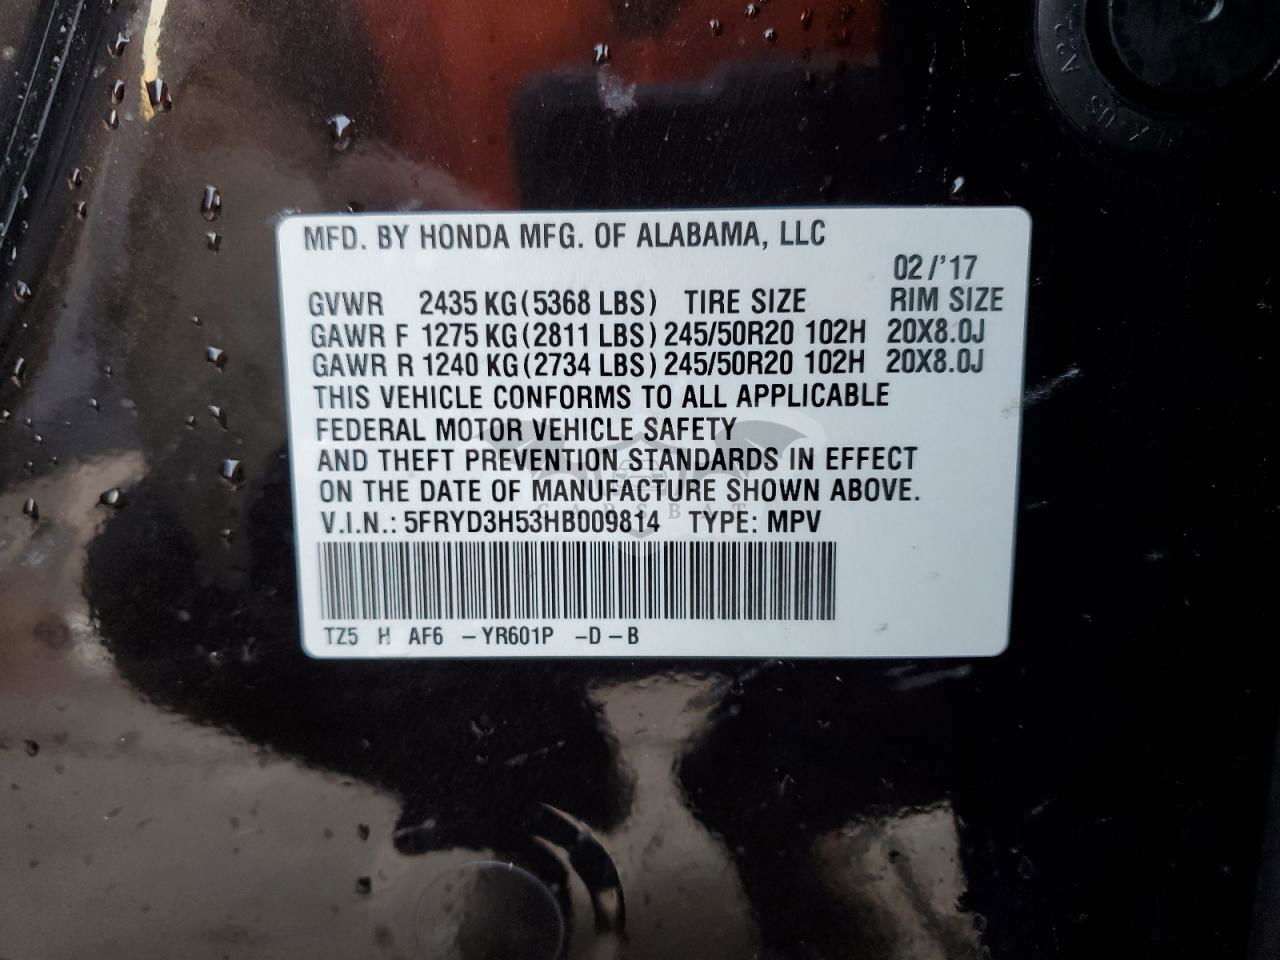 MFD. BY HONDA MFG. OF ALABAMA, LLC
02/'17
GVWR 2435 KG (5368 LBS) TIRE SIZE RIM SIZE
GAWR F 1275 KG (2811 LBS) 245/50R20 102H 20X8.0J
GAWR R 1240 KG (2734 LBS) 245/50R20 102H 20X8.0J
THIS VEHICLE CONFORMS TO ALL APPLICABLE
FEDERAL MOTOR VEHICLE SAFETY
AND THEFT PREVENTION STANDARDS IN EFFECT
ON THE DATE OF MANUFACTURE SHOWN ABOVE.
CARSBAT
V.I.N.: 5FRYD3H53HB009814 TYPE: MPV
TZ5 H AF6 -YR601P -D-B